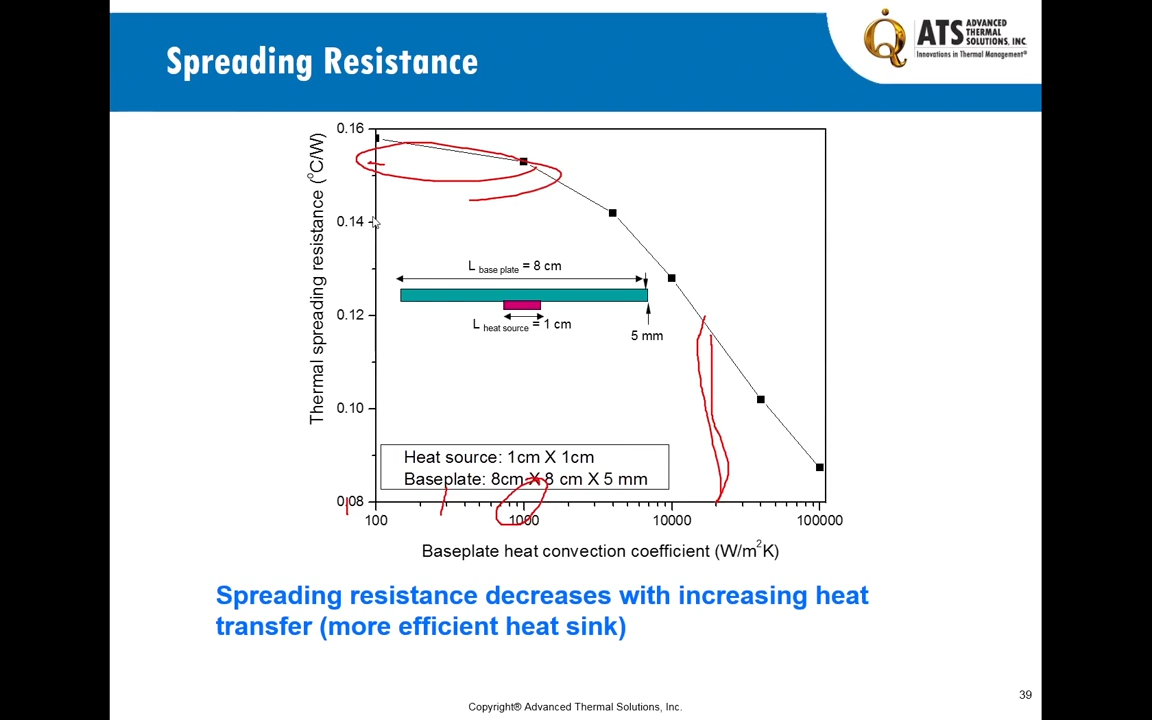 Spreading Resistance
ATS ADVANCED
THERMAL
SOLUTIONS, INC.
Innovations in Thermal Management®
Thermal spreading resistance (°C/W)
0.16
0.14
0.12
0.10
0.08
L base plate = 8 cm
L heat source = 1 cm
5 mm
Heat source: 1cm X 1cm
Baseplate: 8cm X 8 cm X 5 mm
100 1000 10000 100000
Baseplate heat convection coefficient (W/m²K)
Spreading resistance decreases with increasing heat
transfer (more efficient heat sink)
39
Copyright® Advanced Thermal Solutions, Inc.